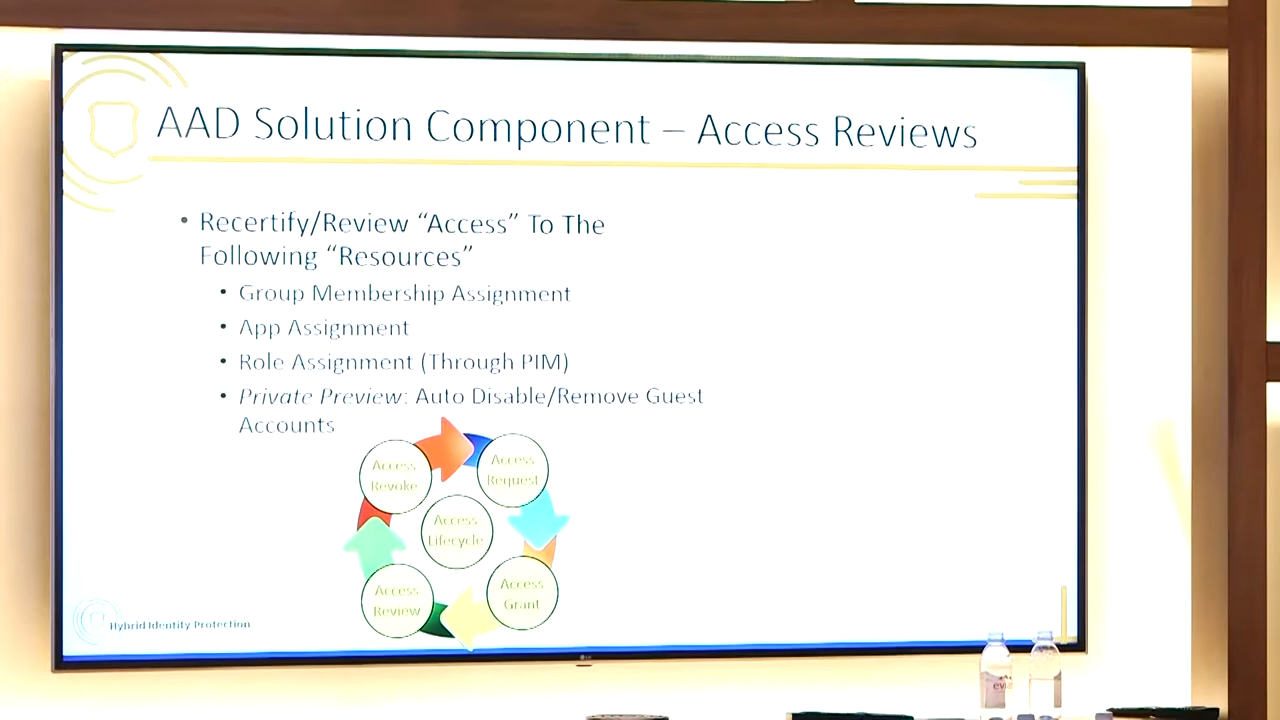 AAD Solution Component – Access Reviews
• Recertify/Review “Access” To The
Following “Resources”
• Group Membership Assignment
• App Assignment
• Role Assignment (Through PIM)
• Private Preview: Auto Disable/Remove Guest
Accounts
Access
Revoke
Access
Request
Access
Lifecycle
Access
Review
Access
Grant
Hybrid Identity Protection
LG